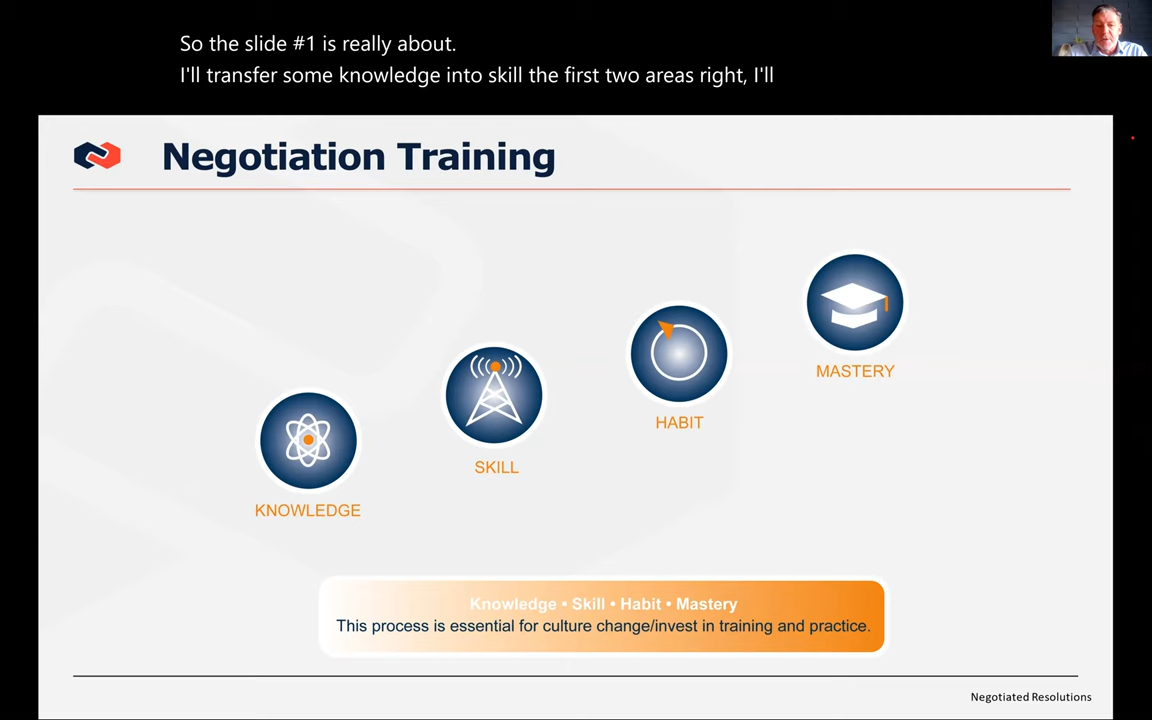 So the slide #1 is really about.
I'll transfer some knowledge into skill the first two areas right, I'll
Negotiation Training
MASTERY
HABIT
SKILL
KNOWLEDGE
Knowledge • Skill • Habit • Mastery
This process is essential for culture change/invest in training and practice.
Negotiated Resolutions